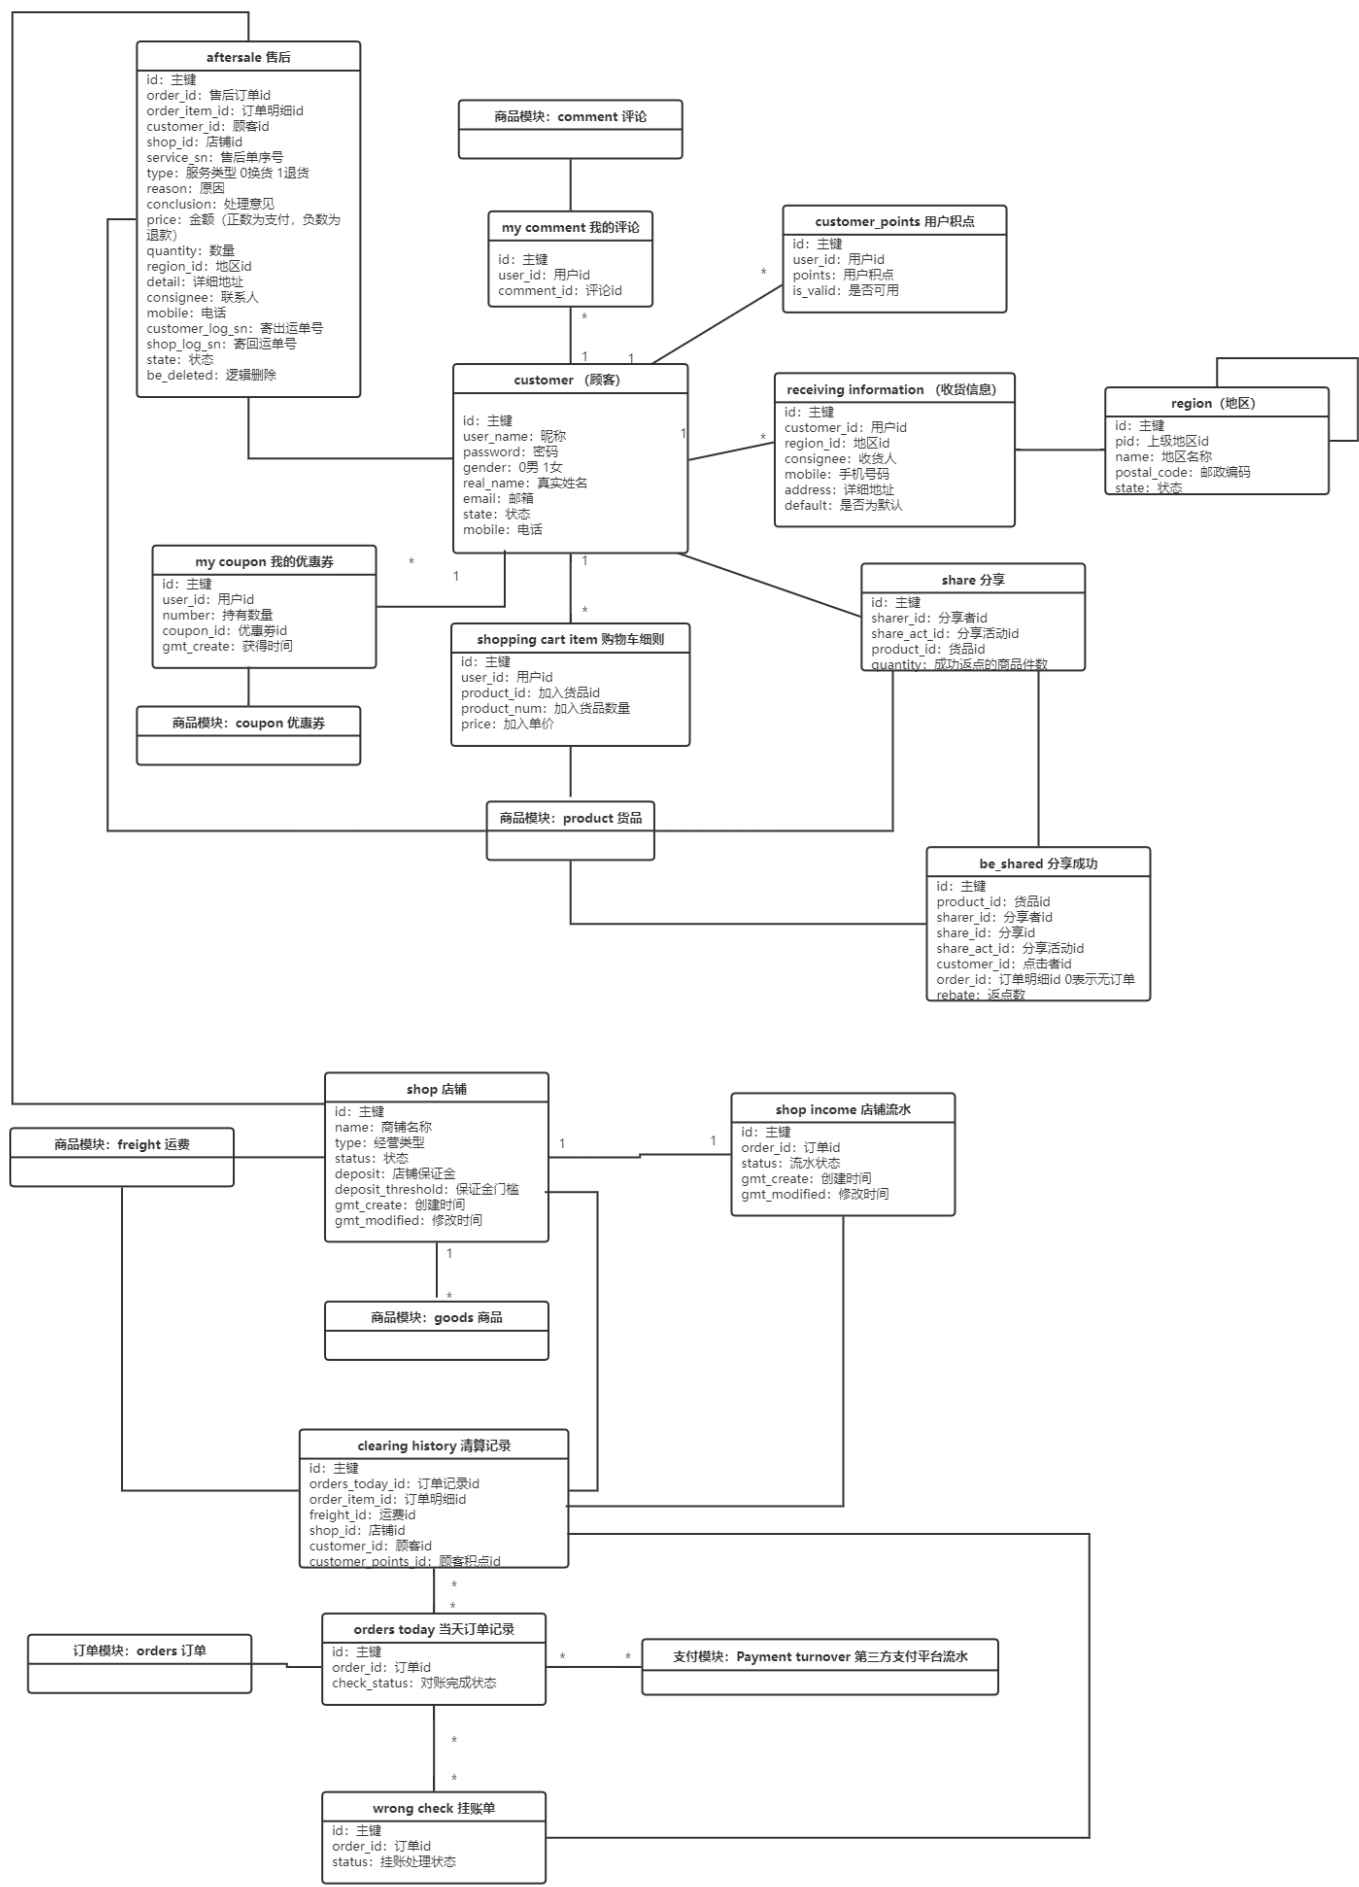 aftersale 售后
id：主键
order_id：售后订单id
order_item_id：订单明细id
customer_id：顾客id
shop_id：店铺id
service_sn：售后单序号
type：服务类型 0换货 1退货
reason：原因
conclusion：处理意见
price：金额（正数为支付，负数为
退款）
quantity：数量
region_id：地区id
detail：详细地址
consignee：联系人
mobile：电话
customer_log_sn：寄出运单号
shop_log_sn：寄回运单号
state：状态
be_deleted：逻辑删除
商品模块：comment 评论
my comment 我的评论
id：主键
user_id：用户id
comment_id：评论id
*
1
customer_points 用户积点
id：主键
user_id：用户id
points：用户积点
is_valid：是否可用
*
1
customer （顾客）
id：主键
user_name：昵称
password：密码
gender：0男 1女
real_name：真实姓名
email：邮箱
state：状态
mobile：电话
1
*
receiving information （收货信息）
id：主键
customer_id：用户id
region_id：地区id
consignee：收货人
mobile：手机号码
address：详细地址
default：是否为默认
region（地区）
id：主键
pid：上级地区id
name：地区名称
postal_code：邮政编码
state：状态
my coupon 我的优惠券
id：主键
user_id：用户id
number：持有数量
coupon_id：优惠券id
gmt_create：获得时间
*
1
商品模块：coupon 优惠券
1
*
shopping cart item 购物车细则
id：主键
user_id：用户id
product_id：加入货品id
product_num：加入货品数量
price：加入单价
share 分享
id：主键
sharer_id：分享者id
share_act_id：分享活动id
product_id：货品id
quantity：成功返点的商品件数
商品模块：product 货品
be_shared 分享成功
id：主键
product_id：货品id
sharer_id：分享者id
share_id：分享id
share_act_id：分享活动id
customer_id：点击者id
order_id：订单明细id 0表示无订单
rebate：返点数
shop 店铺
id：主键
name：商铺名称
type：经营类型
status：状态
deposit：店铺保证金
deposit_threshold：保证金门槛
gmt_create：创建时间
gmt_modified：修改时间
商品模块：freight 运费
1
1
shop income 店铺流水
id：主键
order_id：订单id
status：流水状态
gmt_create：创建时间
gmt_modified：修改时间
1
*
商品模块：goods 商品
clearing history 清算记录
id：主键
orders_today_id：订单记录id
order_item_id：订单明细id
freight_id：运费id
shop_id：店铺id
customer_id：顾客id
customer_points_id：顾客积点id
*
*
订单模块：orders 订单
orders today 当天订单记录
id：主键
order_id：订单id
check_status：对账完成状态
*
*
支付模块：Payment turnover 第三方支付平台流水
*
*
wrong check 挂账单
id：主键
order_id：订单id
status：挂账处理状态